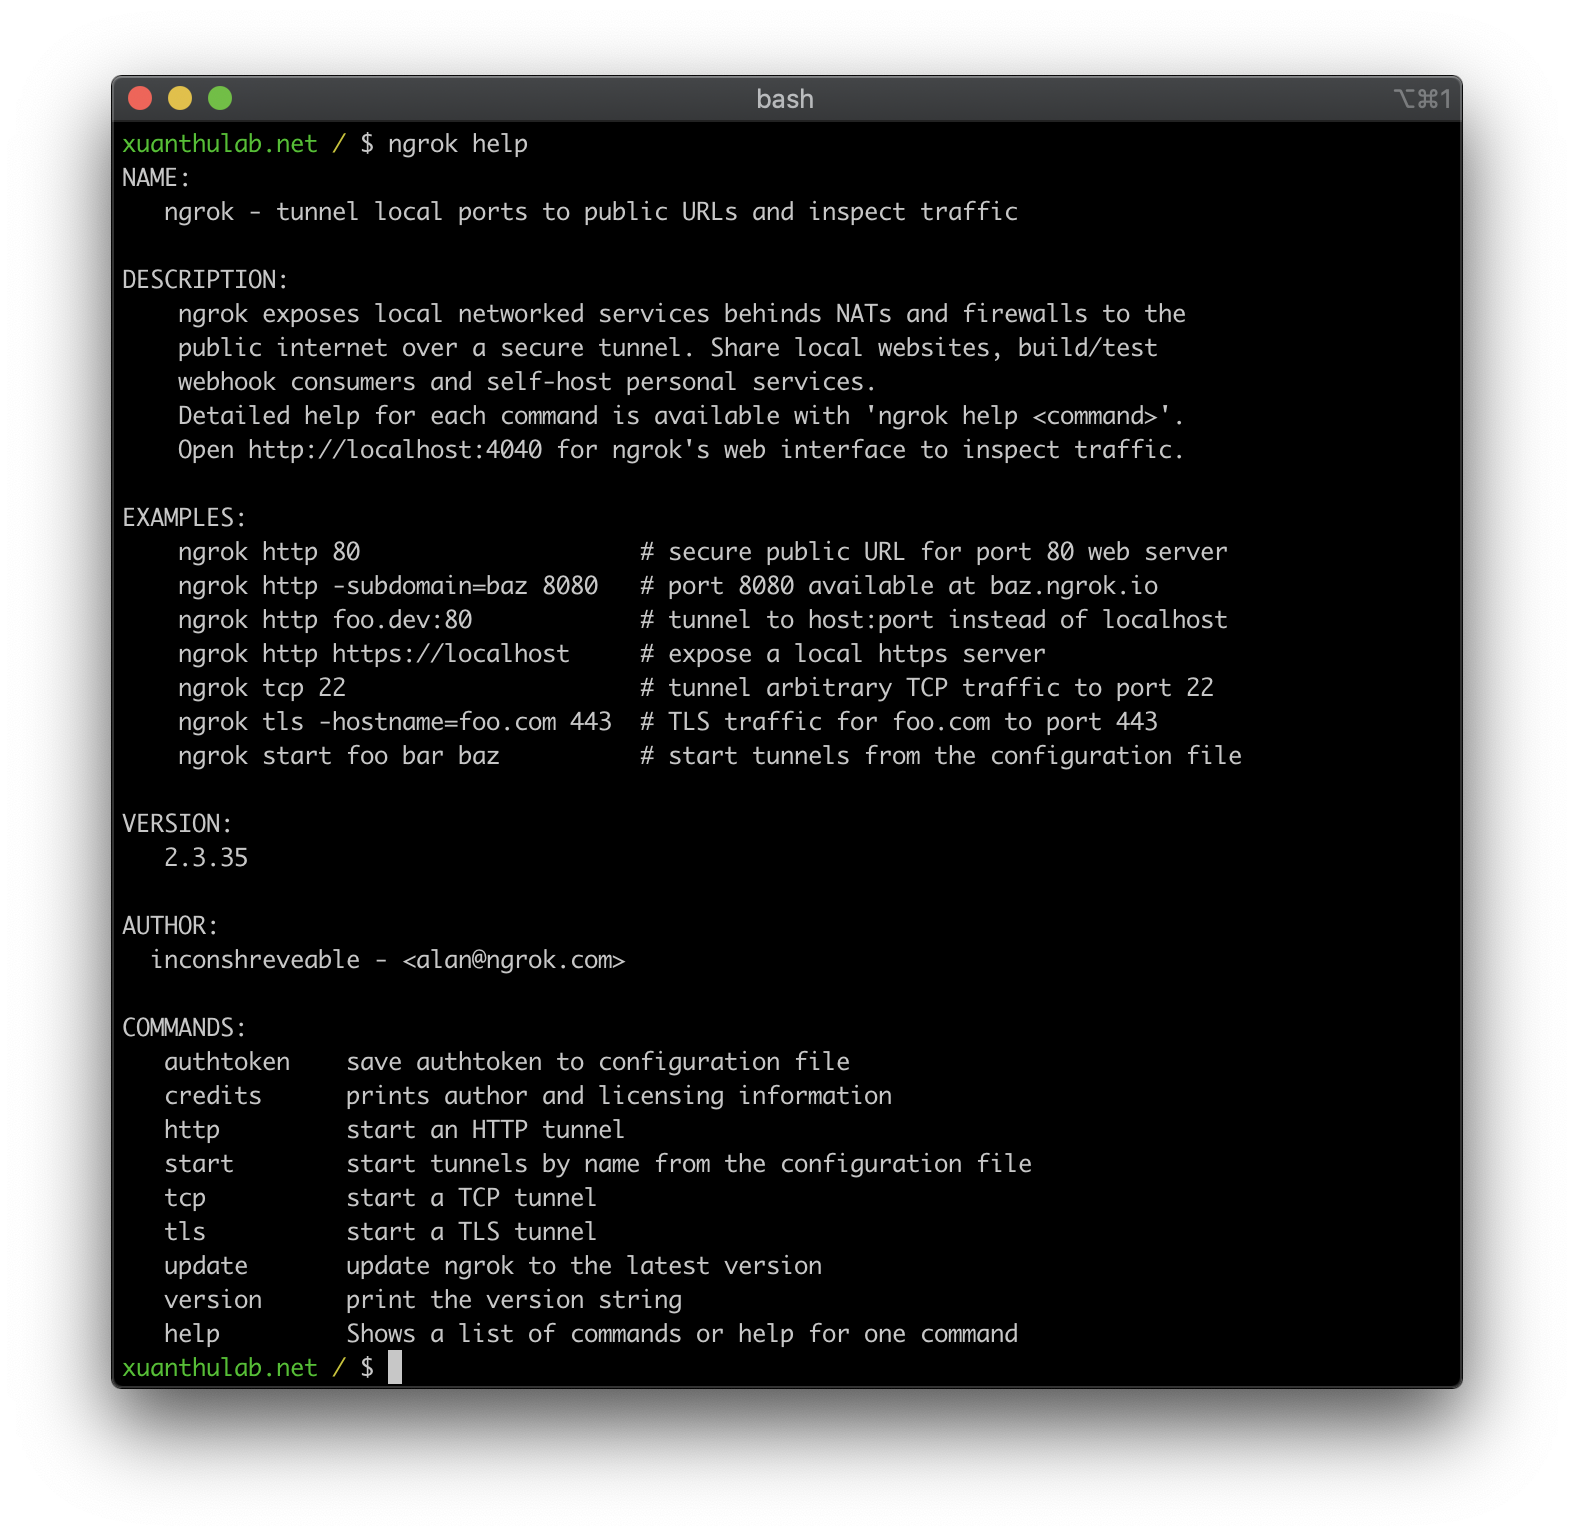 bash
⌥⌘1
xuanthulab.net / $ ngrok help
NAME:
   ngrok - tunnel local ports to public URLs and inspect traffic

DESCRIPTION:
    ngrok exposes local networked services behinds NATs and firewalls to the
    public internet over a secure tunnel. Share local websites, build/test
    webhook consumers and self-host personal services.
    Detailed help for each command is available with 'ngrok help <command>'.
    Open http://localhost:4040 for ngrok's web interface to inspect traffic.

EXAMPLES:
    ngrok http 80                    # secure public URL for port 80 web server
    ngrok http -subdomain=baz 8080   # port 8080 available at baz.ngrok.io
    ngrok http foo.dev:80            # tunnel to host:port instead of localhost
    ngrok http https://localhost     # expose a local https server
    ngrok tcp 22                     # tunnel arbitrary TCP traffic to port 22
    ngrok tls -hostname=foo.com 443  # TLS traffic for foo.com to port 443
    ngrok start foo bar baz          # start tunnels from the configuration file

VERSION:
   2.3.35

AUTHOR:
  inconshreveable - <alan@ngrok.com>

COMMANDS:
   authtoken    save authtoken to configuration file
   credits      prints author and licensing information
   http         start an HTTP tunnel
   start        start tunnels by name from the configuration file
   tcp          start a TCP tunnel
   tls          start a TLS tunnel
   update       update ngrok to the latest version
   version      print the version string
   help         Shows a list of commands or help for one command
xuanthulab.net / $